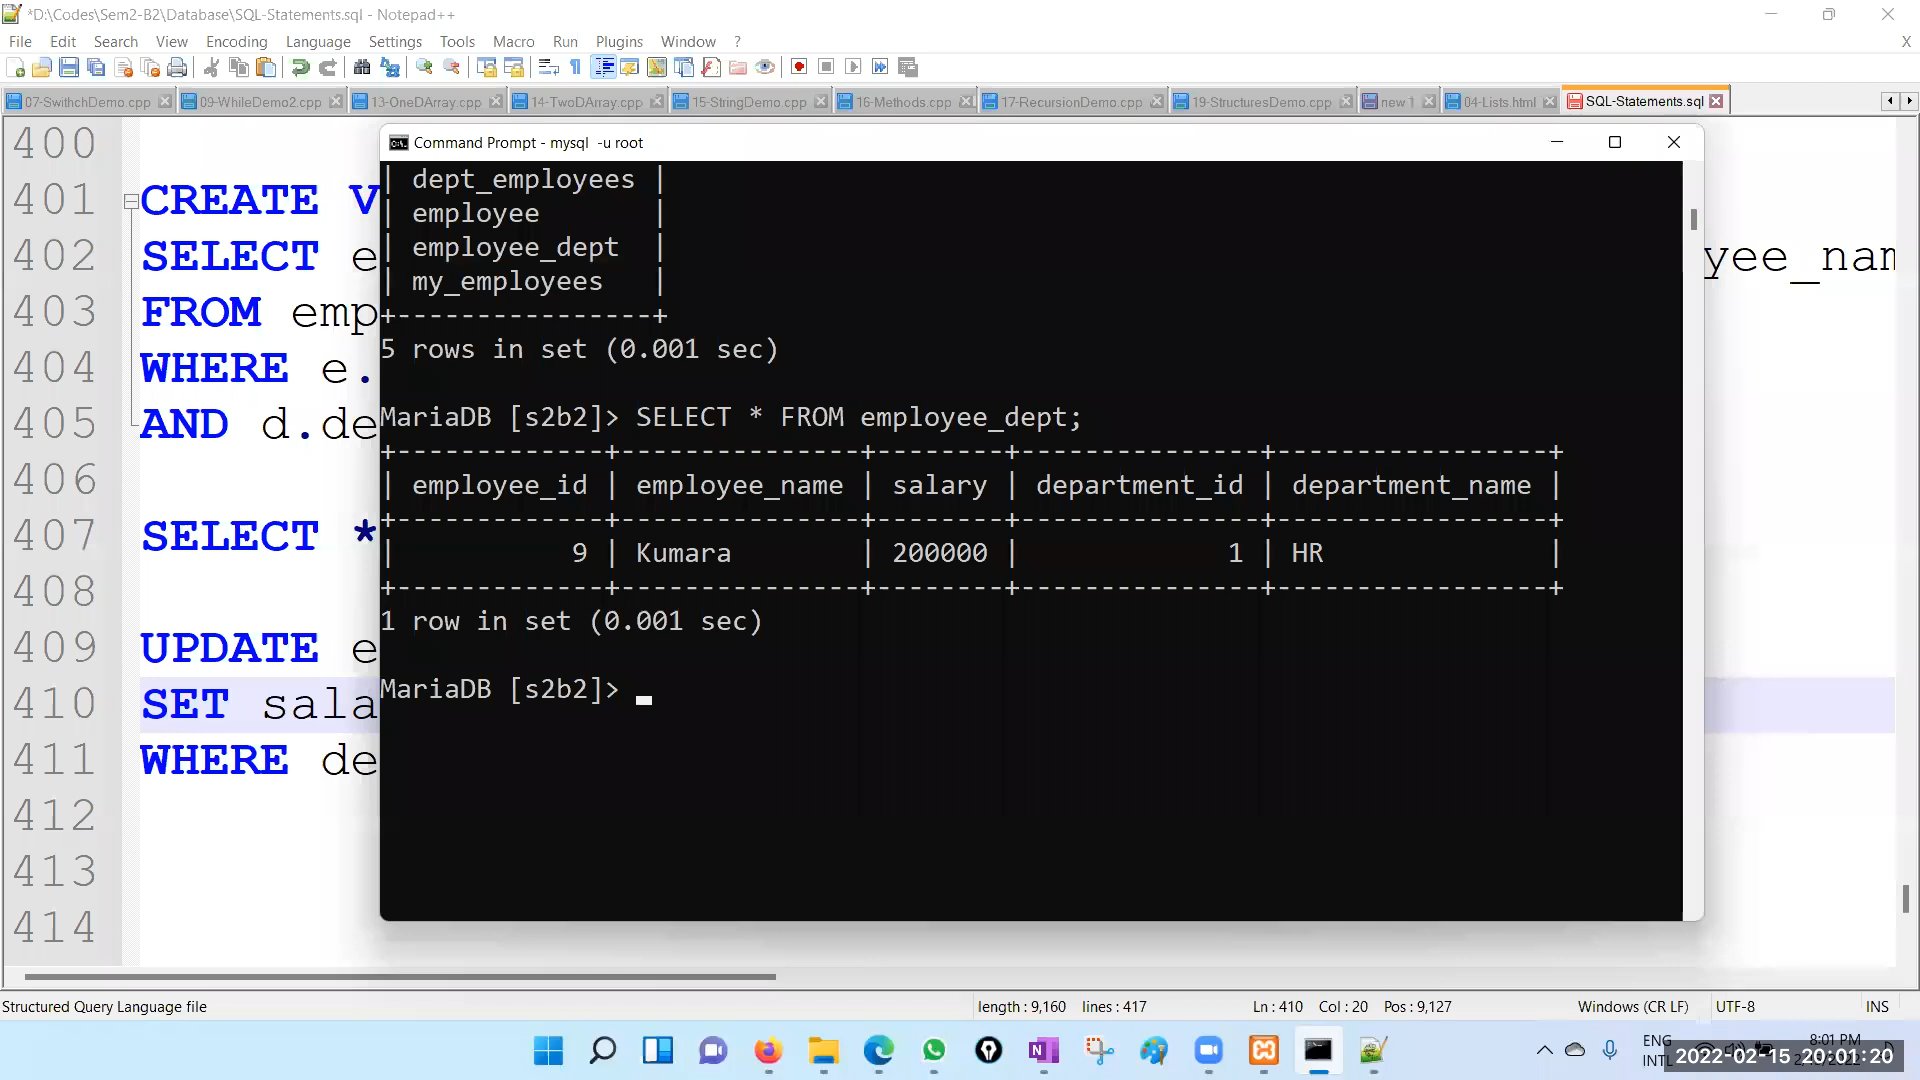 *D:\Codes\Sem2-B2\Database\SQL-Statements.sql - Notepad++
File Edit Search View Encoding Language Settings Tools Macro Run Plugins Window ? X
07-SwithchDemo.cpp 09-WhileDemo2.cpp 13-OneDArray.cpp 14-TwoDArray.cpp 15-StringDemo.cpp 16-Methods.cpp 17-RecursionDemo.cpp 19-StructuresDemo.cpp new 1 04-Lists.html SQL-Statements.sql
400
401 CREATE V
402 SELECT e yee_nam
403 FROM emp
404 WHERE e.
405 AND d.de
406
407 SELECT *
408
409 UPDATE e
410 SET sala
411 WHERE de
412
413
414
Command Prompt - mysql -u root
| dept_employees |
| employee |
| employee_dept |
| my_employees |
+----------------+
5 rows in set (0.001 sec)
MariaDB [s2b2]> SELECT * FROM employee_dept;
+-------------+---------------+--------+---------------+-----------------+
| employee_id | employee_name | salary | department_id | department_name |
+-------------+---------------+--------+---------------+-----------------+
| 9 | Kumara | 200000 | 1 | HR |
+-------------+---------------+--------+---------------+-----------------+
1 row in set (0.001 sec)
MariaDB [s2b2]>
Structured Query Language file length : 9,160 lines : 417 Ln : 410 Col : 20 Pos : 9,127 Windows (CR LF) UTF-8 INS
ENG
INTL
8:01 PM
2022-02-15 20:01:20